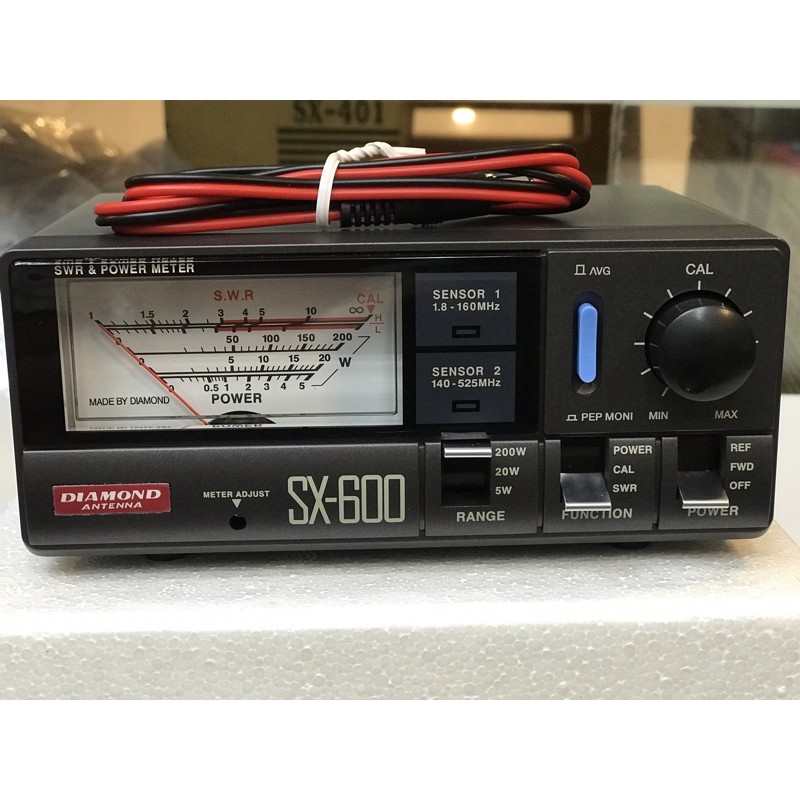 SX-401
SWR & POWER METER
S.W.R
CAL
1 1.5 2 3 4 5 10 ∞
H
L
0 50 100 150 200
0 5 10 15 20
W
0 0.5 1 2 3 4 5
MADE BY DIAMOND
POWER
SENSOR 1
1.8 - 160MHz
SENSOR 2
140 - 525MHz
AVG
PEP MONI
CAL
MIN
MAX
DIAMOND
ANTENNA
METER ADJUST
SX-600
200W
20W
5W
RANGE
POWER
CAL
SWR
FUNCTION
REF
FWD
OFF
POWER